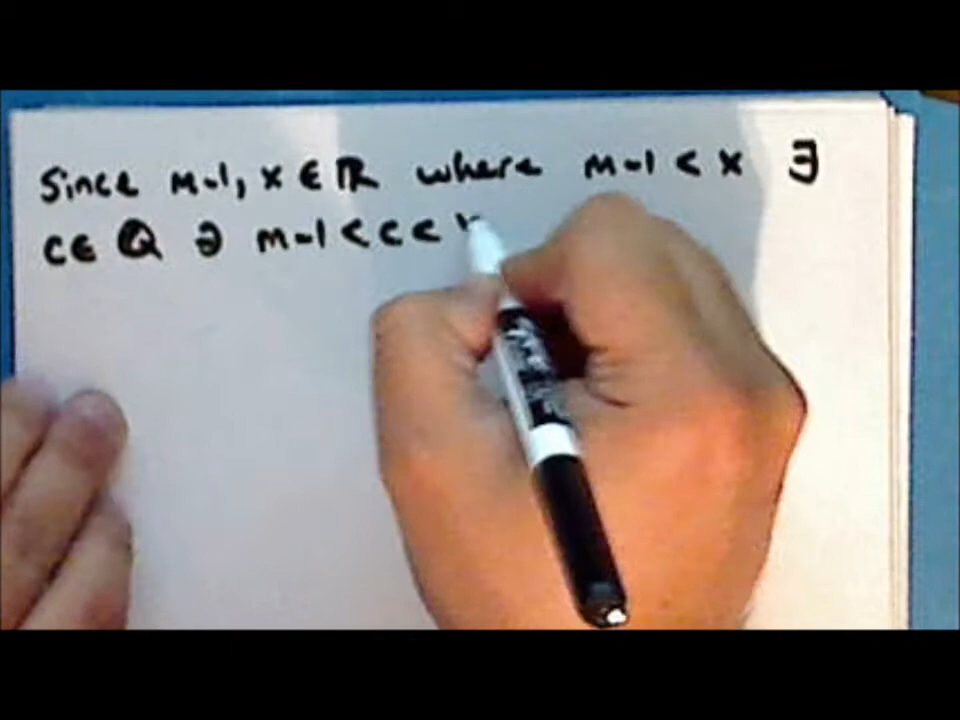 Since m-1, x ∈ ℝ where m-1 < x ∃
c ∈ ℚ ∋ m-1 < c <